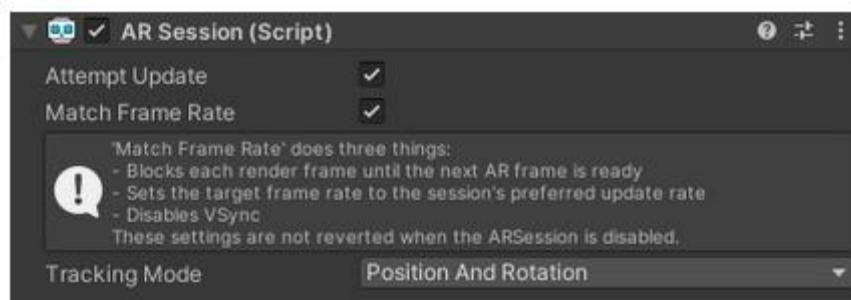 AR Session (Script)
Attempt Update
Match Frame Rate
'Match Frame Rate' does three things:
- Blocks each render frame until the next AR frame is ready
- Sets the target frame rate to the session's preferred update rate
- Disables VSync
These settings are not reverted when the ARSession is disabled.
Tracking Mode Position And Rotation